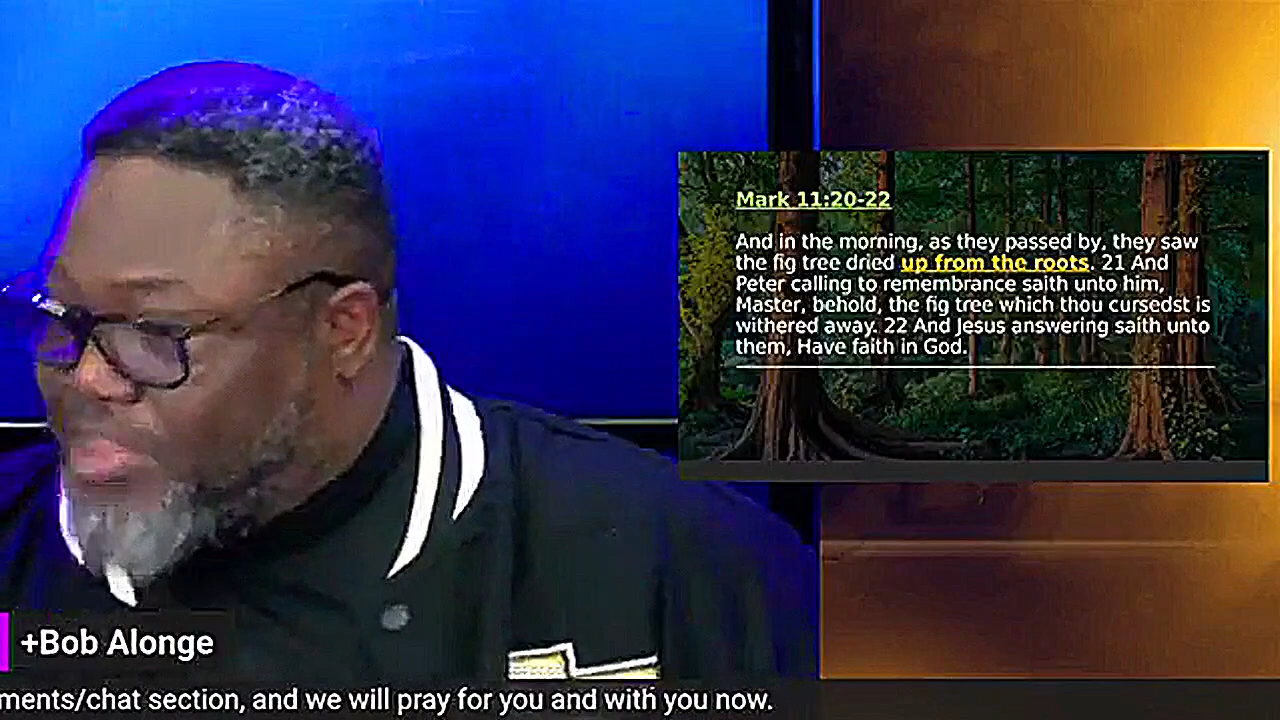 Mark 11:20-22
And in the morning, as they passed by, they saw
the fig tree dried up from the roots. 21 And
Peter calling to remembrance saith unto him,
Master, behold, the fig tree which thou cursedst is
withered away. 22 And Jesus answering saith unto
them, Have faith in God.
+Bob Alonge
ments/chat section, and we will pray for you and with you now.